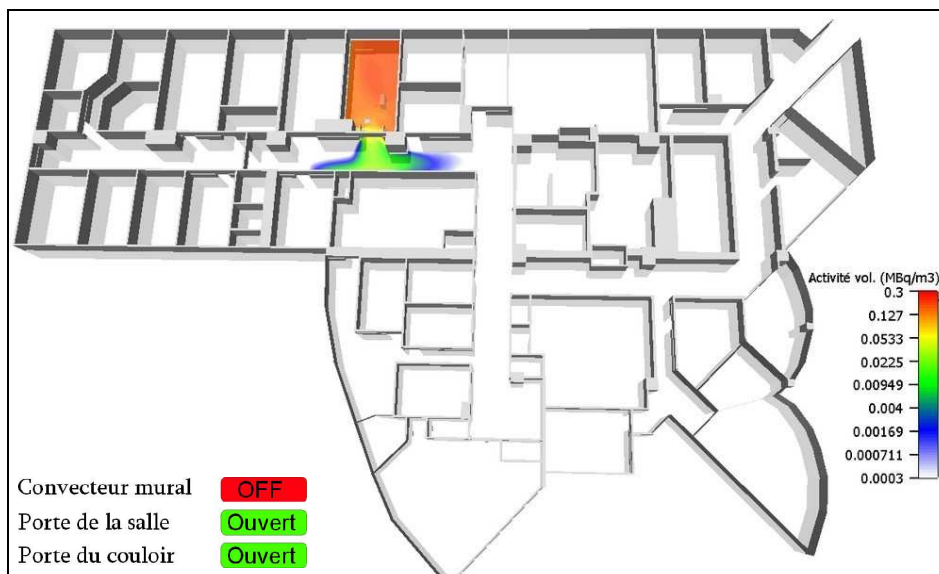 Activité vol. (MBq/m3)
0.3
0.127
0.0533
0.0225
0.00949
0.004
0.00169
0.000711
0.0003
Convecteur mural OFF
Porte de la salle Ouvert
Porte du couloir Ouvert